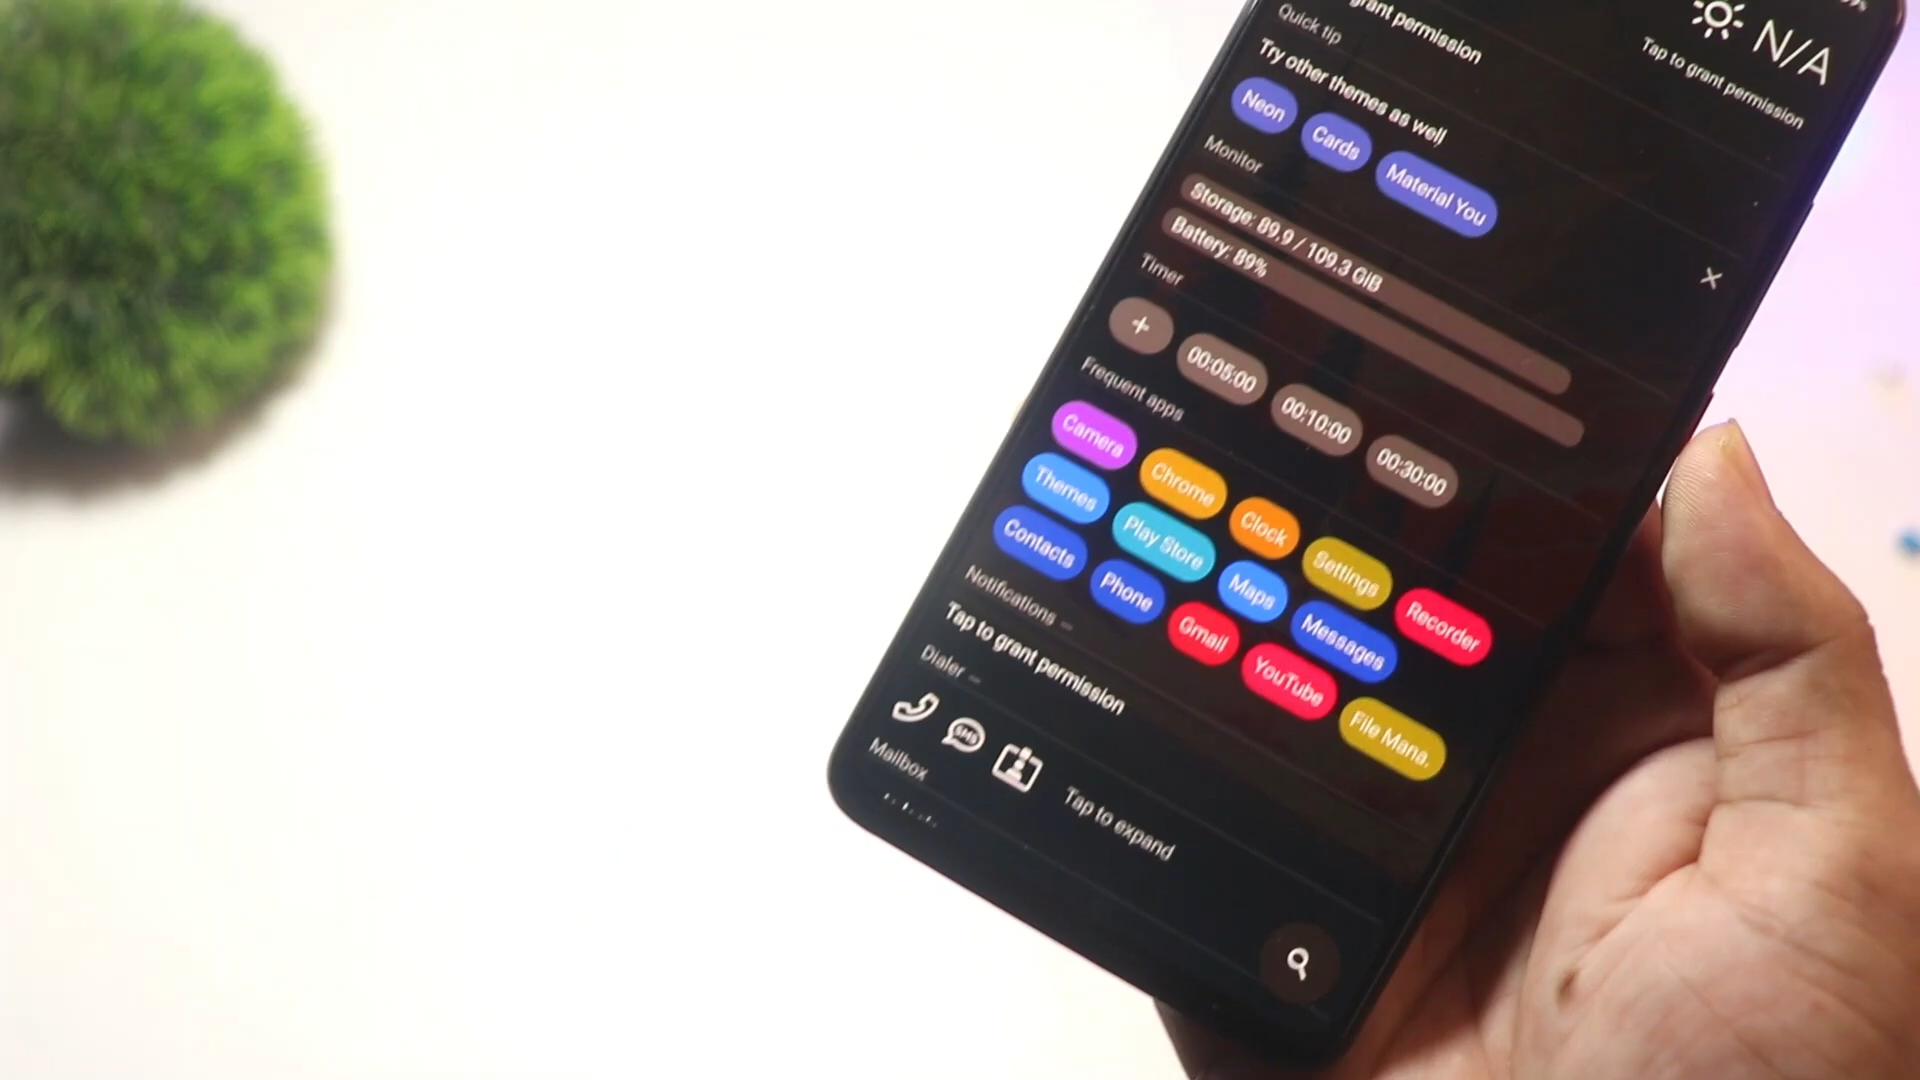 grant permission
N/A
Tap to grant permission
Quick tip
Try other themes as well
Neon Cards Material You
Monitor
Storage: 89.9 / 109.3 GiB
Battery: 89%
Timer
+ 00:05:00 00:10:00 00:30:00
Frequent apps
Camera Chrome Clock Settings Recorder
Themes Play Store Maps Messages
Contacts Phone Gmail YouTube File Mana.
Notifications –
Tap to grant permission
Dialer –
SMS
Tap to expand
Mailbox